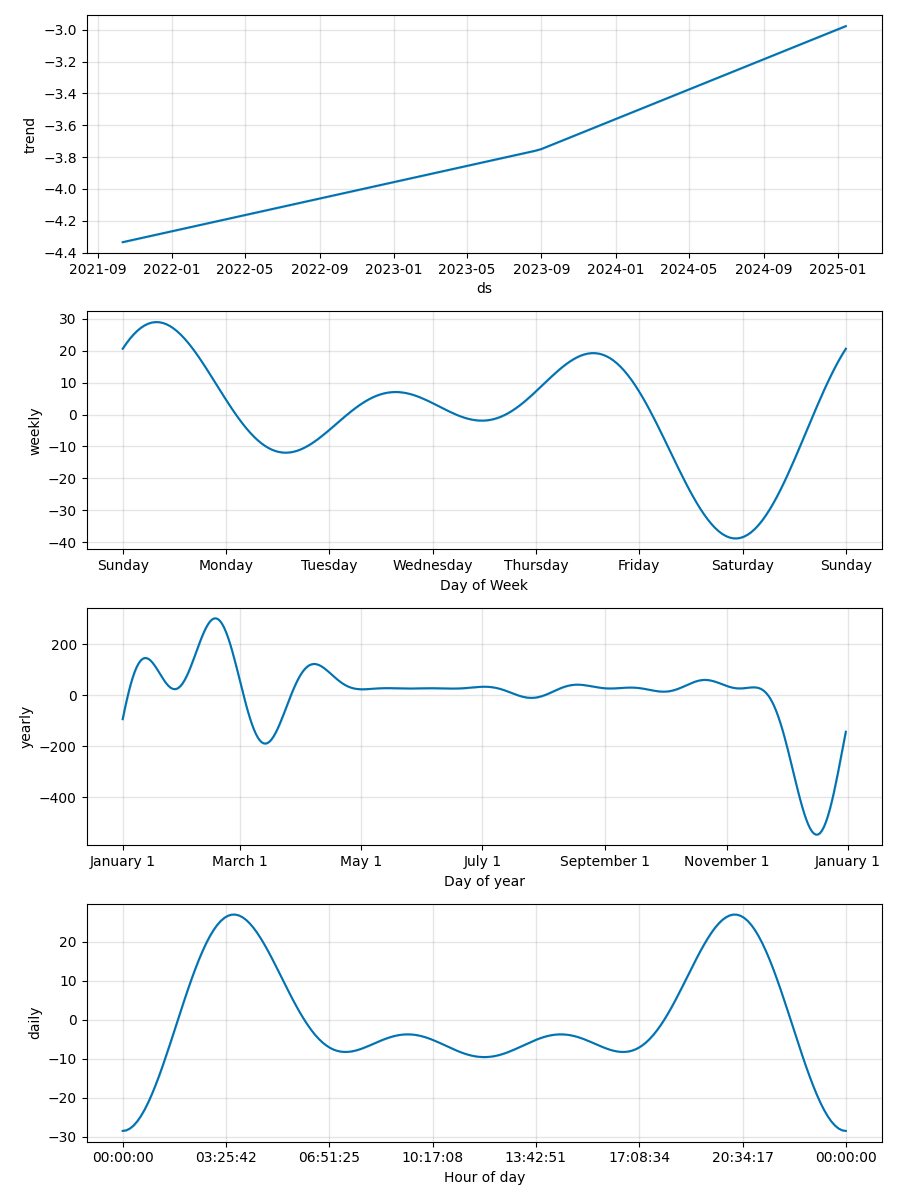 −3.0
−3.2
−3.4
−3.6
−3.8
−4.0
−4.2
−4.4
trend
2021-09 2022-01 2022-05 2022-09 2023-01 2023-05 2023-09 2024-01 2024-05 2024-09 2025-01
ds
30
20
10
0
−10
−20
−30
−40
weekly
Sunday Monday Tuesday Wednesday Thursday Friday Saturday Sunday
Day of Week
200
0
−200
−400
yearly
January 1 March 1 May 1 July 1 September 1 November 1 January 1
Day of year
20
10
0
−10
−20
−30
daily
00:00:00 03:25:42 06:51:25 10:17:08 13:42:51 17:08:34 20:34:17 00:00:00
Hour of day